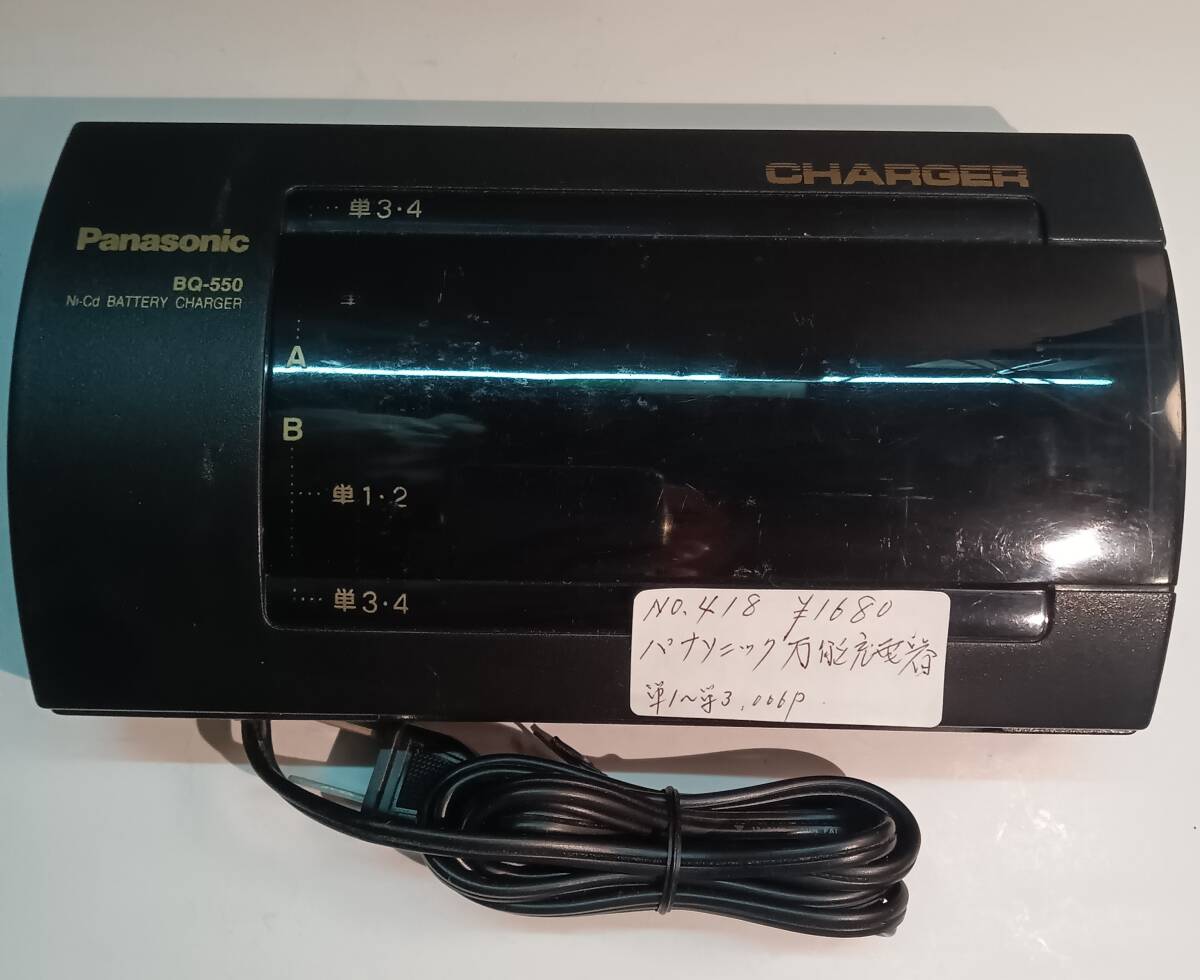 CHARGER
単3・4
Panasonic
BQ-550
Ni-Cd BATTERY CHARGER
A
B
単1・2
単3・4
NO.418 ¥1680
パナソニック万能充電器
単1～単3,006p